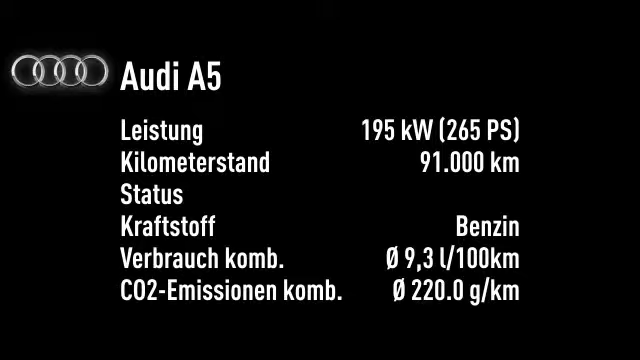 Audi A5
Leistung 195 kW (265 PS)
Kilometerstand 91.000 km
Status
Kraftstoff Benzin
Verbrauch komb. Ø 9,3 l/100km
CO2-Emissionen komb. Ø 220.0 g/km